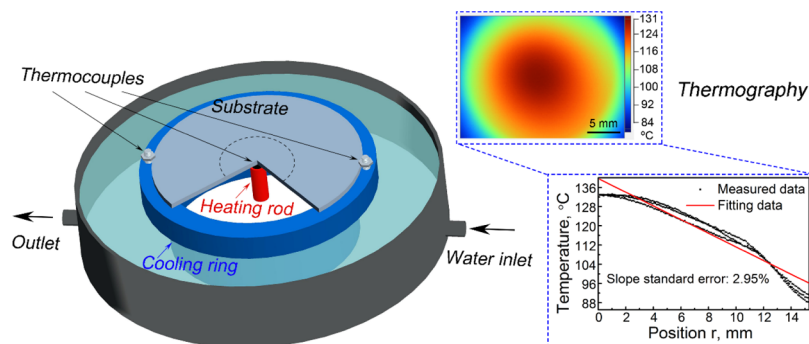 Thermocouples
Substrate
Heating rod
Outlet
Cooling ring
Water inlet
131
124
116
108
100
92
84
°C
5 mm
Thermography
Temperature, °C
136
128
120
112
104
96
88
Measured data
Fitting data
Slope standard error: 2.95%
0 2 4 6 8 10 12 14
Position r, mm